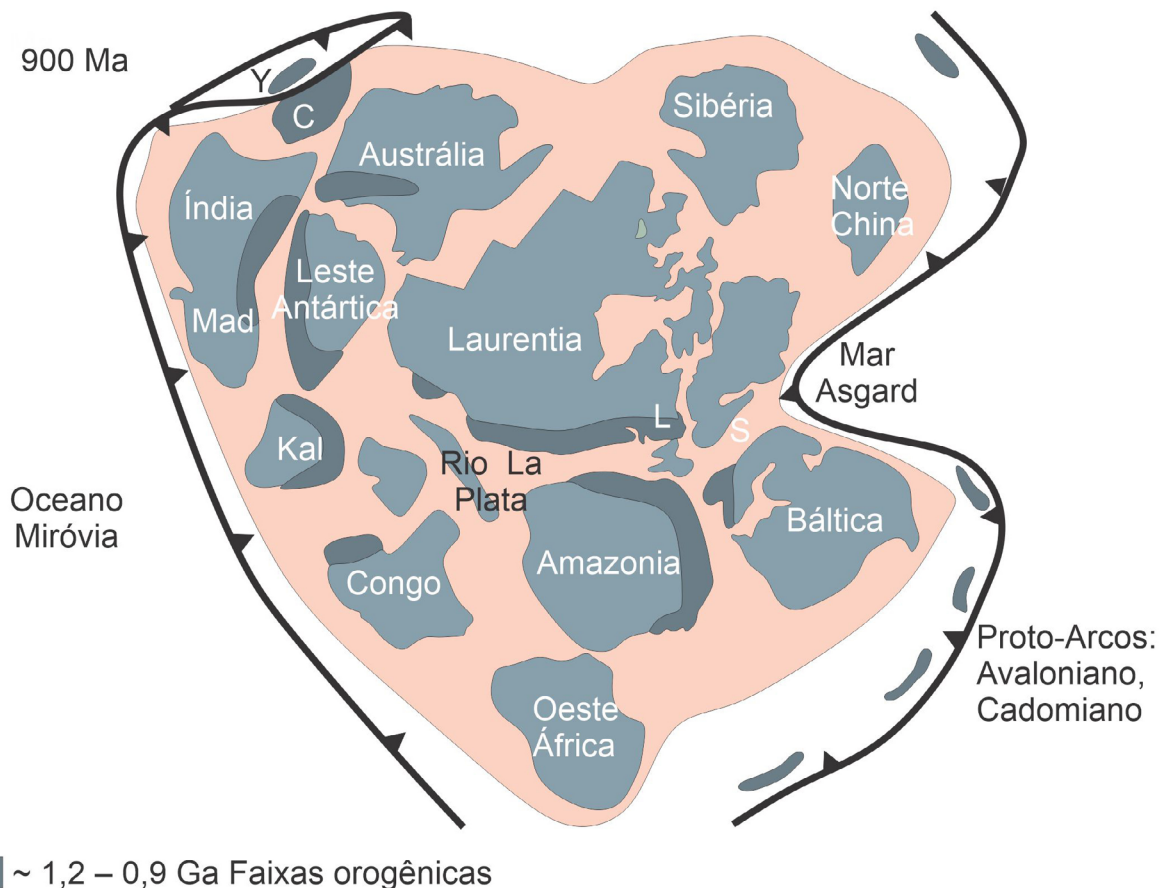 900 Ma
Y
C
Austrália
Sibéria
Índia
Norte
China
Leste
Antártica
Mad
Laurentia
Mar
Asgard
L
S
Kal
Rio La
Plata
Oceano
Miróvia
Báltica
Amazonia
Congo
Proto-Arcos:
Avaloniano,
Cadomiano
Oeste
África
~ 1,2 – 0,9 Ga Faixas orogênicas